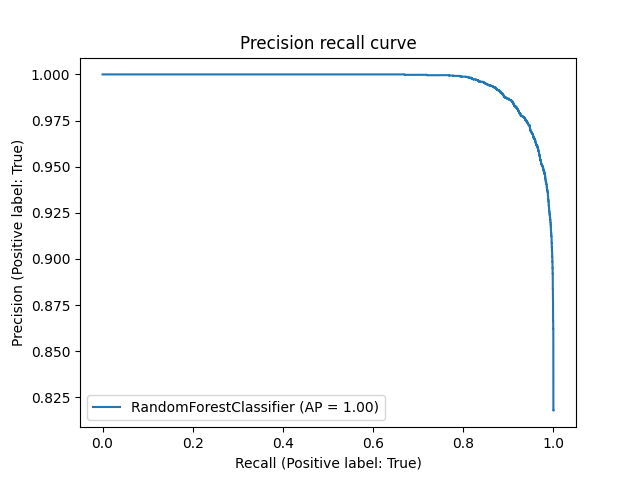 Precision recall curve
1.000
0.975
0.950
0.925
0.900
0.875
0.850
0.825
Precision (Positive label: True)
RandomForestClassifier (AP = 1.00)
0.0 0.2 0.4 0.6 0.8 1.0
Recall (Positive label: True)